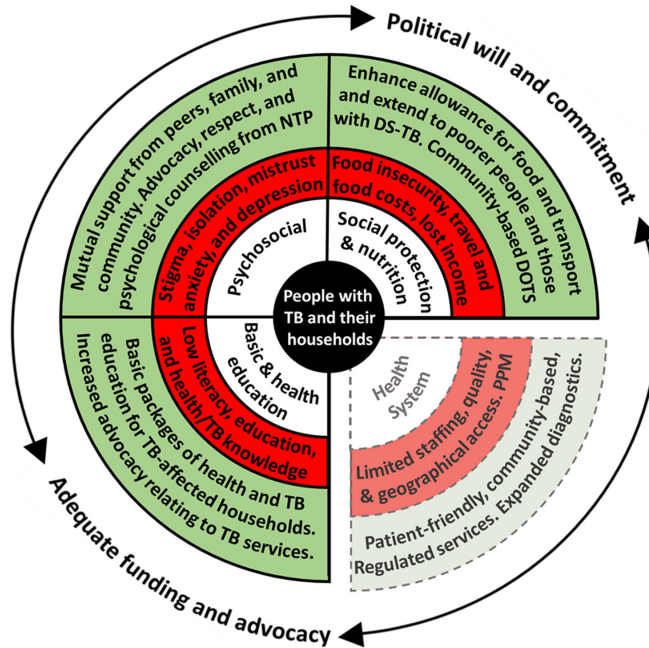 Political will and commitment
Mutual support from peers, family, and
community. Advocacy, respect, and
psychological counselling from NTP
Stigma, isolation, mistrust
anxiety, and depression
Psychosocial
Enhance allowance for food and transport
and extend to poorer people and those
with DS-TB. Community-based DOTS
Food insecurity, travel and
food costs, lost income
Social protection
& nutrition
People with
TB and their
households
Basic & health
education
Low literacy, education,
and health/TB knowledge
Basic packages of health and TB
education for TB-affected households.
Increased advocacy relating to TB services.
Health
System
Limited staffing, quality,
& geographical access. PPM
Patient-friendly, community-based,
Regulated services. Expanded diagnostics.
Adequate funding and advocacy